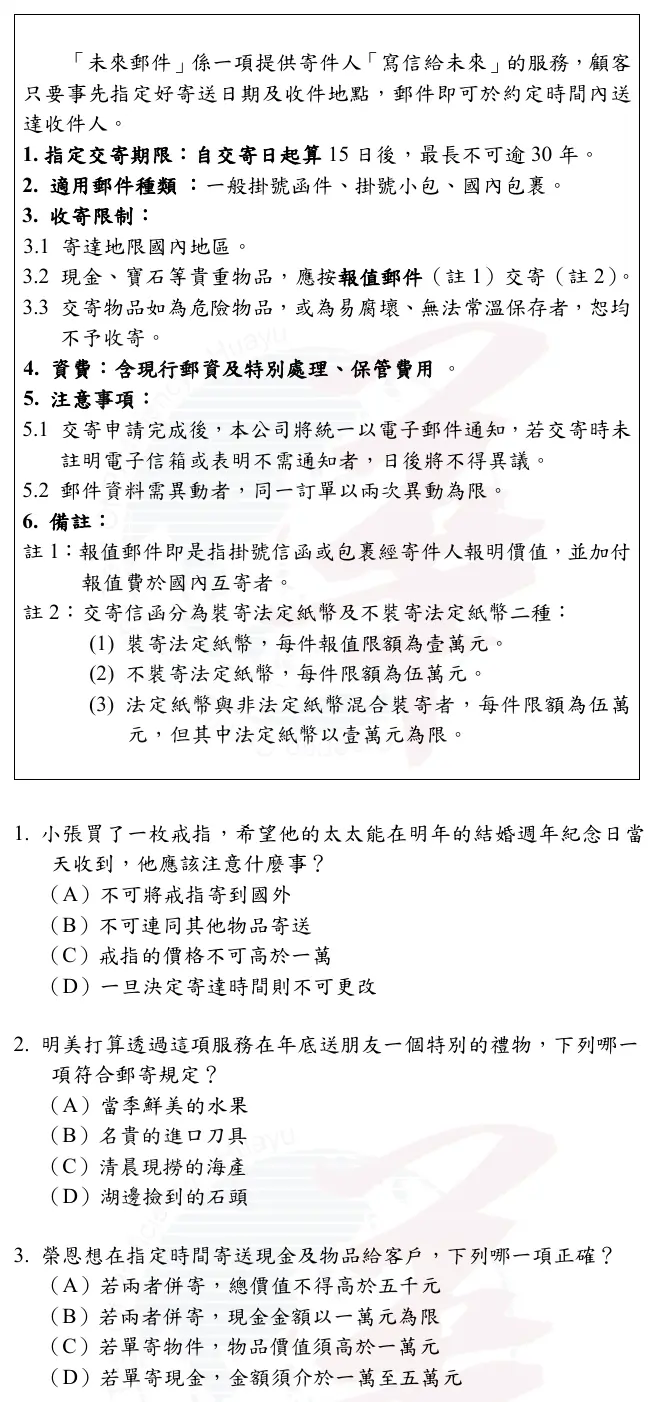 「未來郵件」係一項提供寄件人「寫信給未來」的服務，顧客
只要事先指定好寄送日期及收件地點，郵件即可於約定時間內送
達收件人。
1. 指定交寄期限：自交寄日起算 15 日後，最長不可逾 30 年。
2. 適用郵件種類：一般掛號函件、掛號小包、國內包裹。
3. 收寄限制：
3.1 寄達地限國內地區。
3.2 現金、寶石等貴重物品，應按報值郵件（註 1）交寄（註 2）。
3.3 交寄物品如為危險物品，或為易腐壞、無法常溫保存者，恕均
不予收寄。
4. 資費：含現行郵資及特別處理、保管費用 。
5. 注意事項：
5.1 交寄申請完成後，本公司將統一以電子郵件通知，若交寄時未
註明電子信箱或表明不需通知者，日後將不得異議。
5.2 郵件資料需異動者，同一訂單以兩次異動為限。
6. 備註：
註 1：報值郵件即是指掛號信函或包裹經寄件人報明價值，並加付
報值費於國內互寄者。
註 2：交寄信函分為裝寄法定紙幣及不裝寄法定紙幣二種：
(1) 裝寄法定紙幣，每件報值限額為壹萬元。
(2) 不裝寄法定紙幣，每件限額為伍萬元。
(3) 法定紙幣與非法定紙幣混合裝寄者，每件限額為伍萬
元，但其中法定紙幣以壹萬元為限。
1. 小張買了一枚戒指，希望他的太太能在明年的結婚週年紀念日當
天收到，他應該注意什麼事？
（A）不可將戒指寄到國外
（B）不可連同其他物品寄送
（C）戒指的價格不可高於一萬
（D）一旦決定寄達時間則不可更改
2. 明美打算透過這項服務在年底送朋友一個特別的禮物，下列哪一
項符合郵寄規定？
（A）當季鮮美的水果
（B）名貴的進口刀具
（C）清晨現撈的海產
（D）湖邊撿到的石頭
3. 榮恩想在指定時間寄送現金及物品給客戶，下列哪一項正確？
（A）若兩者併寄，總價值不得高於五千元
（B）若兩者併寄，現金金額以一萬元為限
（C）若單寄物件，物品價值須高於一萬元
（D）若單寄現金，金額須介於一萬至五萬元